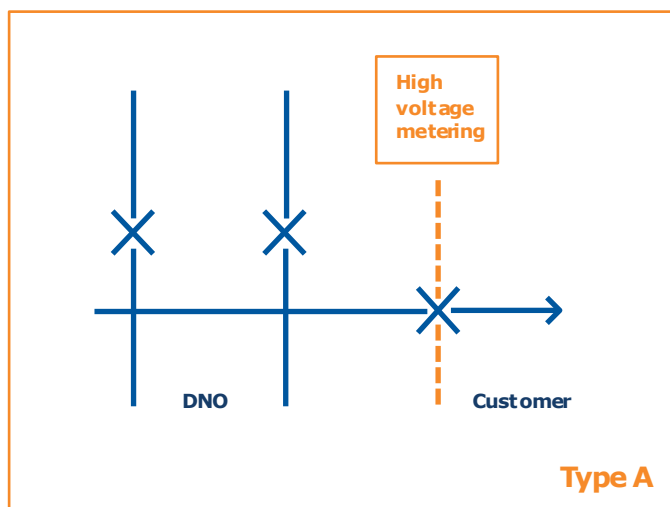 High
voltage
metering
DNO
Customer
Type A